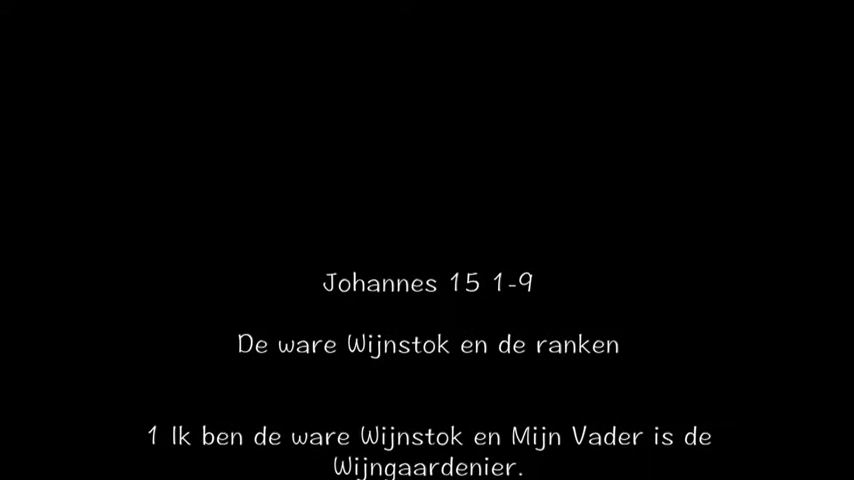 Johannes 15 1-9
De ware Wijnstok en de ranken
1 Ik ben de ware Wijnstok en Mijn Vader is de
Wijngaardenier.